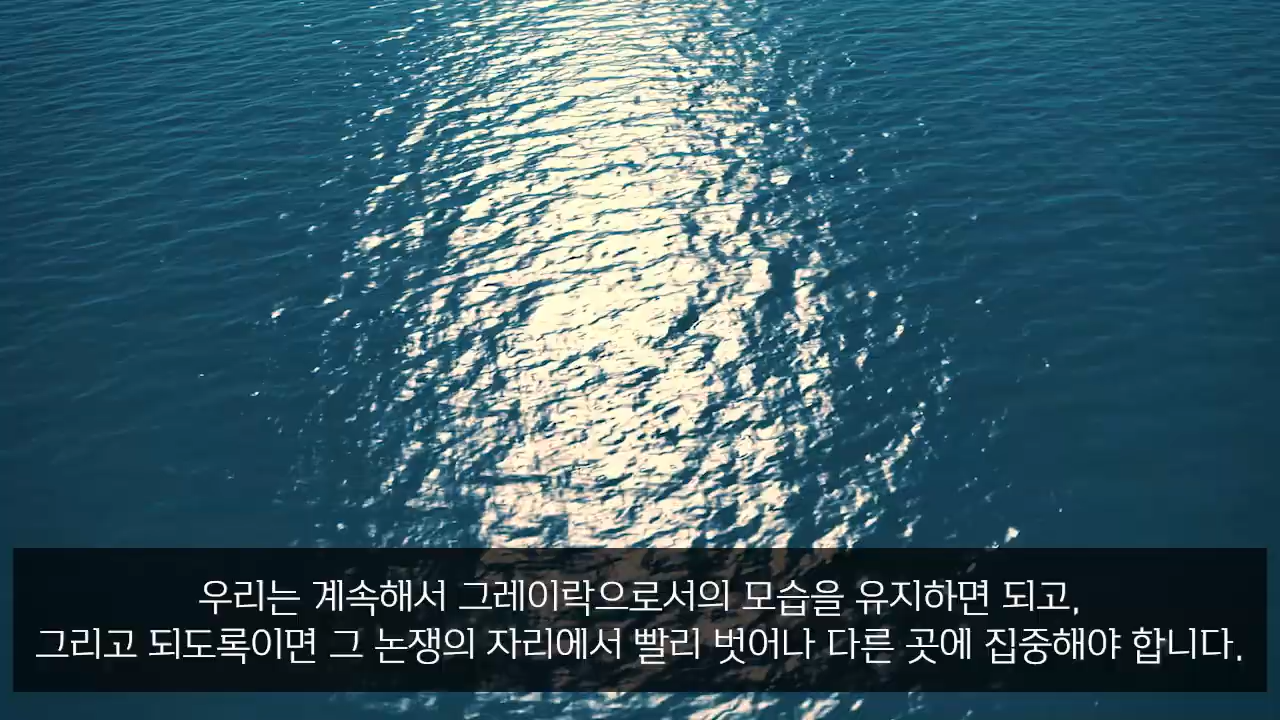 우리는 계속해서 그레이락으로서의 모습을 유지하면 되고,
그리고 되도록이면 그 논쟁의 자리에서 빨리 벗어나 다른 곳에 집중해야 합니다.